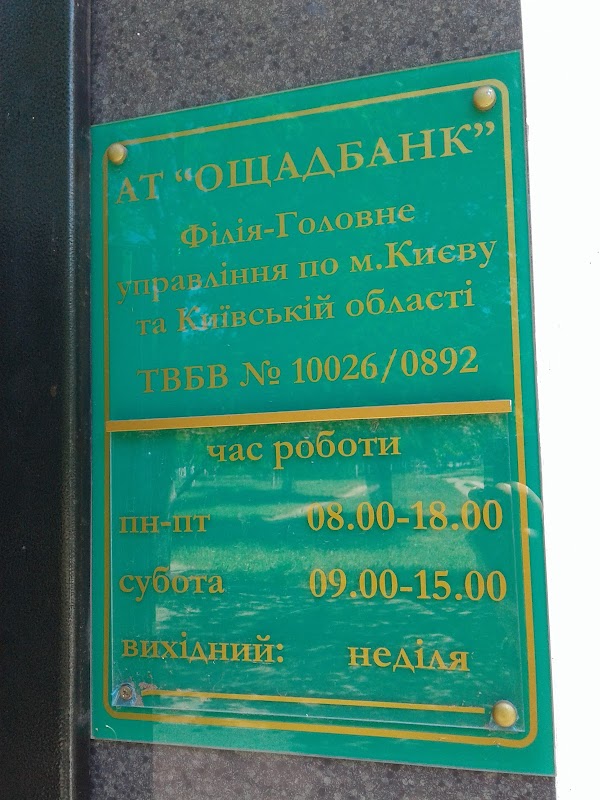 АТ “ОЩАДБАНК”
Філія-Головне
управління по м.Києву
та Київській області
ТВБВ № 10026/0892
час роботи
пн-пт 08.00-18.00
субота 09.00-15.00
вихідний: неділя